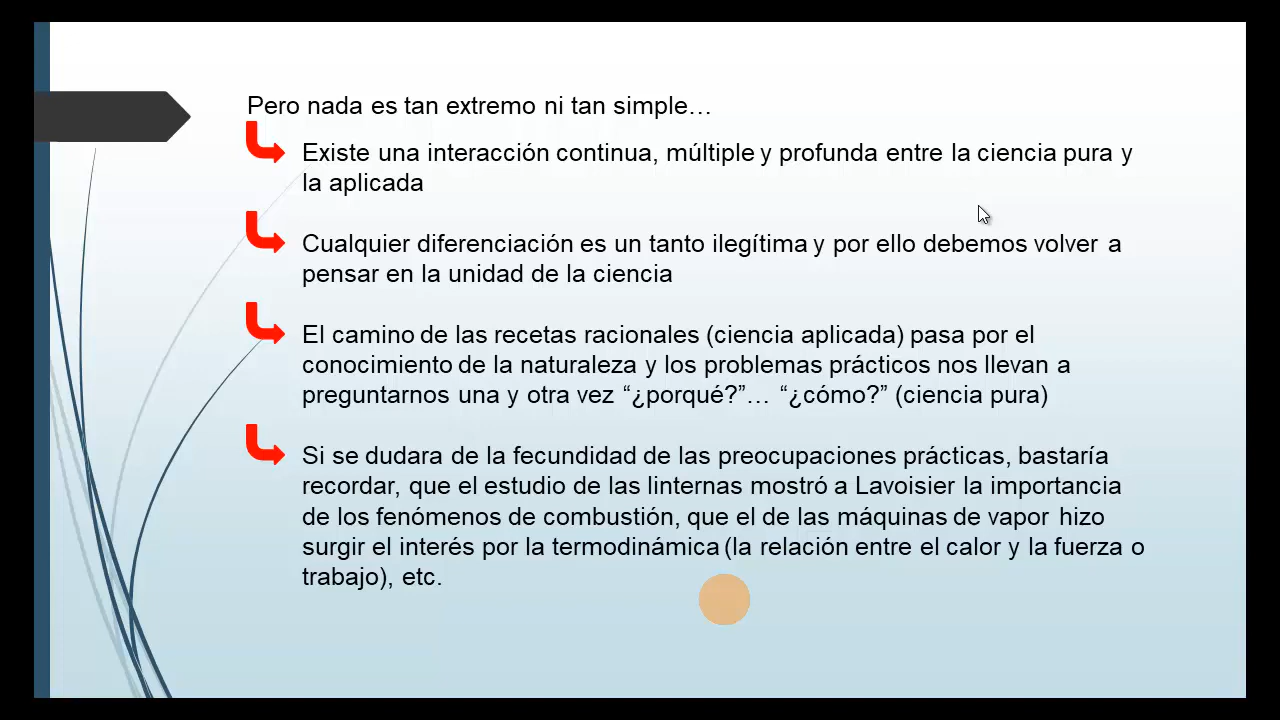 Pero nada es tan extremo ni tan simple…
Existe una interacción continua, múltiple y profunda entre la ciencia pura y
la aplicada
Cualquier diferenciación es un tanto ilegítima y por ello debemos volver a
pensar en la unidad de la ciencia
El camino de las recetas racionales (ciencia aplicada) pasa por el
conocimiento de la naturaleza y los problemas prácticos nos llevan a
preguntarnos una y otra vez “¿porqué?”… “¿cómo?” (ciencia pura)
Si se dudara de la fecundidad de las preocupaciones prácticas, bastaría
recordar, que el estudio de las linternas mostró a Lavoisier la importancia
de los fenómenos de combustión, que el de las máquinas de vapor hizo
surgir el interés por la termodinámica (la relación entre el calor y la fuerza o
trabajo), etc.